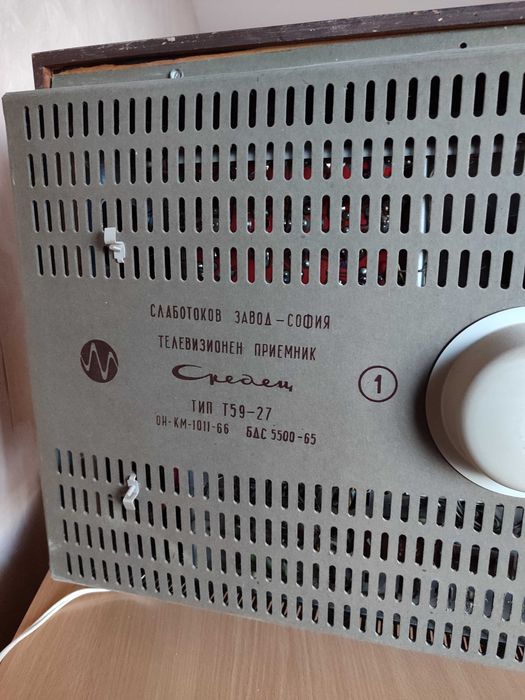 СЛАБОТОКОВ ЗАВОД – СОФИЯ
ТЕЛЕВИЗИОНЕН ПРИЕМНИК
Средец
1
ТИП Т59-27
ОН-КМ-1011-66 БДС 5500-65